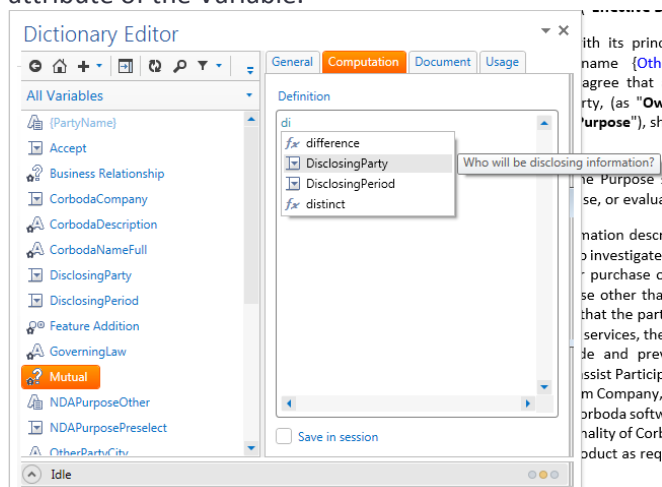 attribute of the Variable.
Dictionary Editor
General Computation Document Usage
All Variables
{PartyName}
Accept
Business Relationship
CorbodaCompany
CorbodaDescription
CorbodaNameFull
DisclosingParty
DisclosingPeriod
Feature Addition
GoverningLaw
Mutual
NDAPurposeOther
NDAPurposePreselect
OtherPartyCity
Definition
di
fx difference
DisclosingParty
DisclosingPeriod
fx distinct
Who will be disclosing information?
Save in session
Idle
ith its princ
name {Oth
agree that
rty, (as "Ow
Purpose"), sh
he Purpose s
se, or evalua
mation descr
o investigate
r purchase o
se other tha
that the part
services, the
de and prev
assist Particip
m Company,
orboda softw
nality of Corb
oduct as req